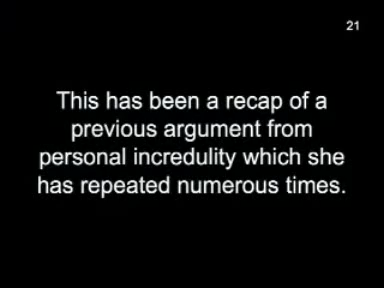 21
This has been a recap of a
previous argument from
personal incredulity which she
has repeated numerous times.